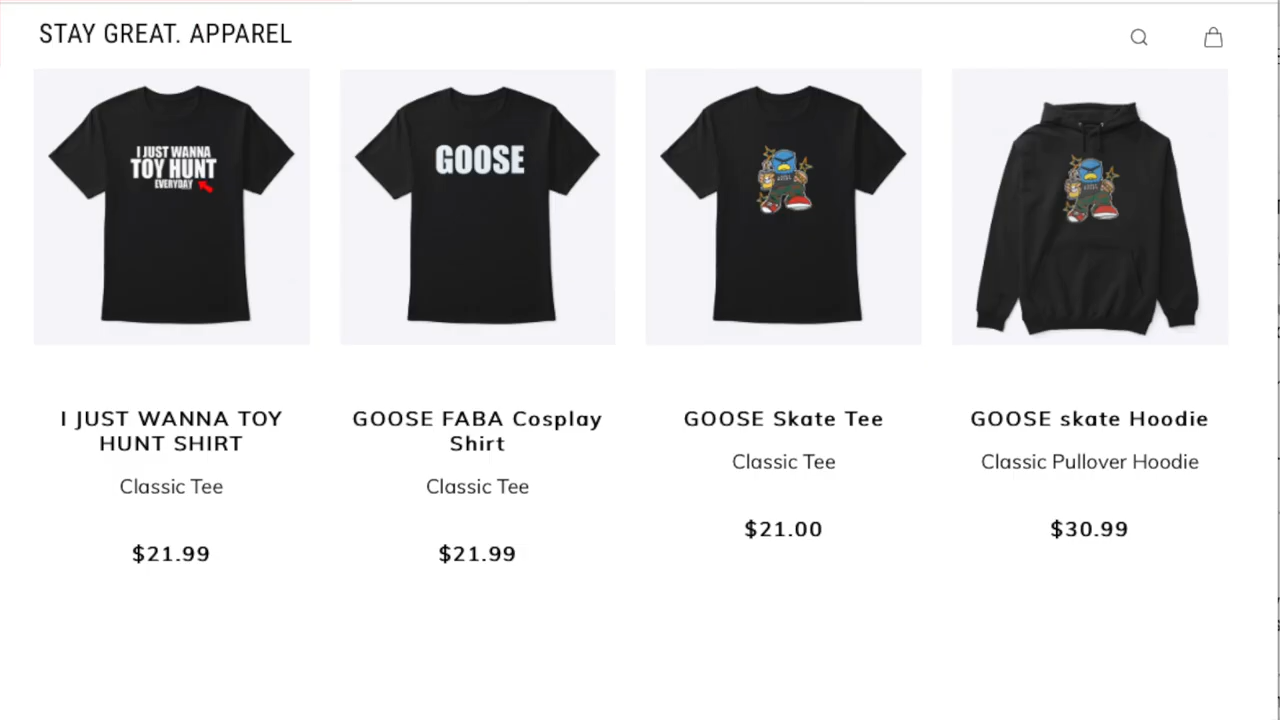 STAY GREAT. APPAREL
I JUST WANNA
TOY HUNT
EVERYDAY
GOOSE
I JUST WANNA TOY
HUNT SHIRT
Classic Tee
$21.99
GOOSE FABA Cosplay
Shirt
Classic Tee
$21.99
GOOSE Skate Tee
Classic Tee
$21.00
GOOSE skate Hoodie
Classic Pullover Hoodie
$30.99